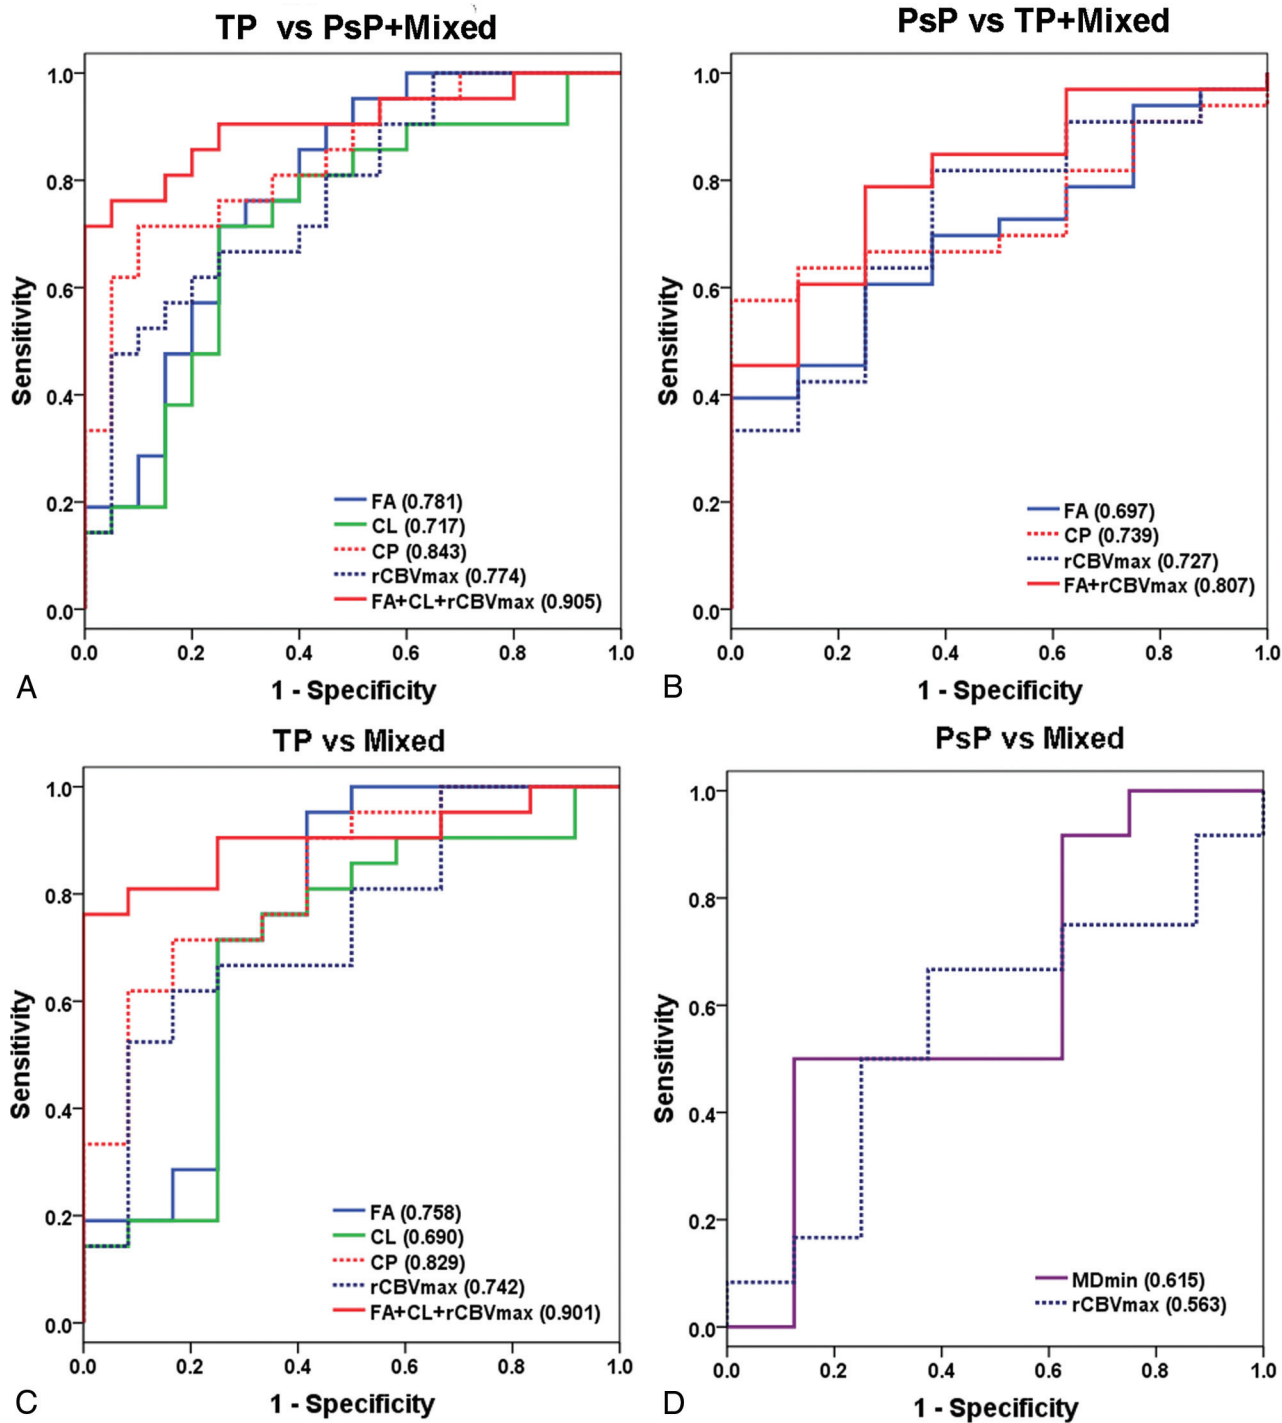 TP vs PsP+Mixed
1.0
0.8
0.6
0.4
0.2
0.0
Sensitivity
FA (0.781)
CL (0.717)
CP (0.843)
rCBVmax (0.774)
FA+CL+rCBVmax (0.905)
0.0 0.2 0.4 0.6 0.8 1.0
1 - Specificity
A
PsP vs TP+Mixed
1.0
0.8
0.6
0.4
0.2
0.0
Sensitivity
FA (0.697)
CP (0.739)
rCBVmax (0.727)
FA+rCBVmax (0.807)
0.0 0.2 0.4 0.6 0.8 1.0
1 - Specificity
B
TP vs Mixed
1.0
0.8
0.6
0.4
0.2
0.0
Sensitivity
FA (0.758)
CL (0.690)
CP (0.829)
rCBVmax (0.742)
FA+CL+rCBVmax (0.901)
0.0 0.2 0.4 0.6 0.8 1.0
1 - Specificity
C
PsP vs Mixed
1.0
0.8
0.6
0.4
0.2
0.0
Sensitivity
MDmin (0.615)
rCBVmax (0.563)
0.0 0.2 0.4 0.6 0.8 1.0
1 - Specificity
D